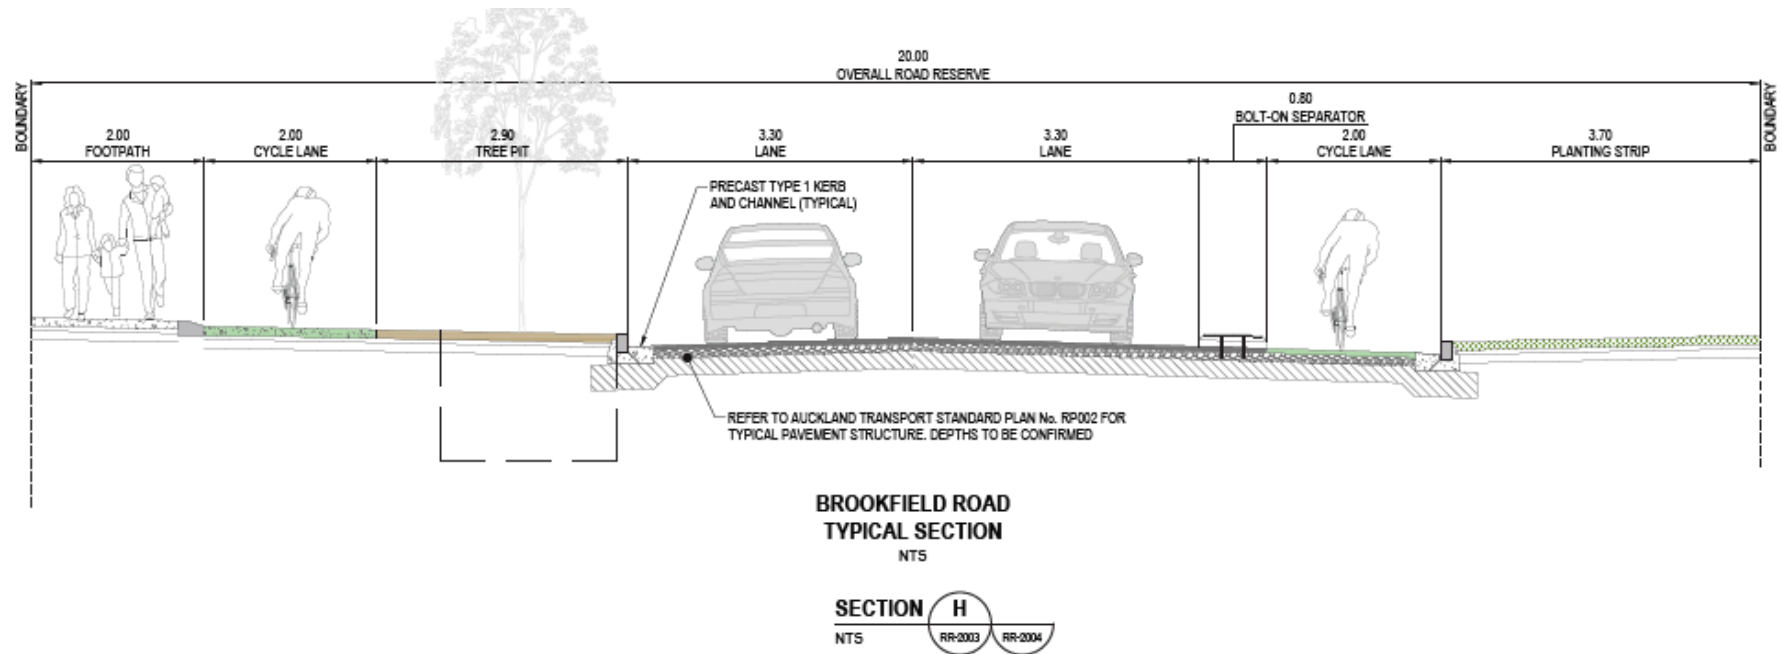 20.00
OVERALL ROAD RESERVE
BOUNDARY
BOUNDARY
0.80
BOLT-ON SEPARATOR
2.00
FOOTPATH
2.00
CYCLE LANE
2.90
TREE PIT
3.30
LANE
3.30
LANE
2.00
CYCLE LANE
3.70
PLANTING STRIP
PRECAST TYPE 1 KERB
AND CHANNEL (TYPICAL)
REFER TO AUCKLAND TRANSPORT STANDARD PLAN No. RP002 FOR
TYPICAL PAVEMENT STRUCTURE. DEPTHS TO BE CONFIRMED
BROOKFIELD ROAD
TYPICAL SECTION
NTS
SECTION H
NTS RR-2003 RR-2004